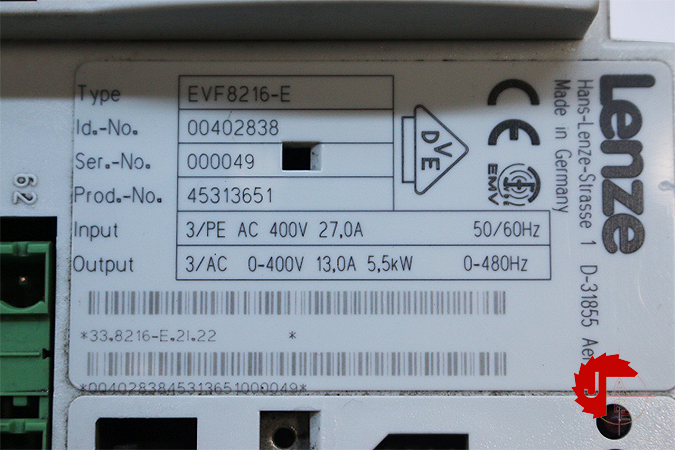 Type EVF8216-E
Id.-No. 00402838
Ser.-No. 000049
Prod.-No. 45313651
Input 3/PE AC 400V 27,0A 50/60Hz
Output 3/AC 0-400V 13,0A 5,5kW 0-480Hz
*33.8216-E.2I.22 *
*0040283845313651000049*
VDE
CE
EMV
Lenze
Hans-Lenze-Strasse 1 D-31855
Made in Germany
62
J